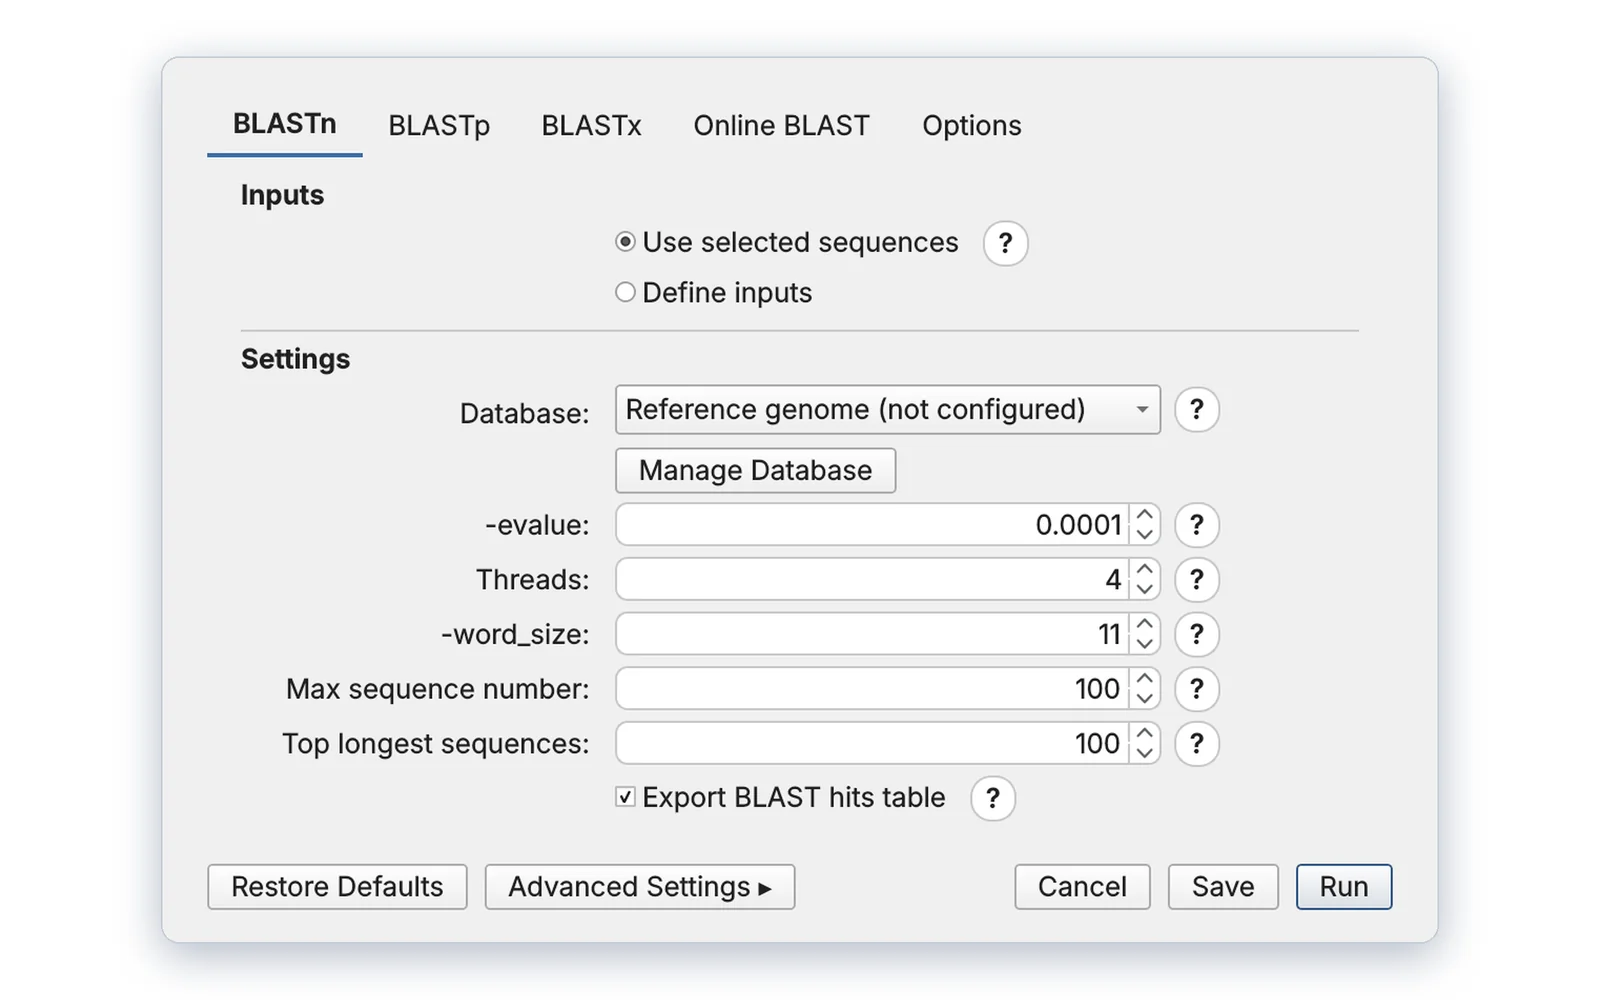 BLASTn BLASTp BLASTx Online BLAST Options
Inputs
Use selected sequences ?
Define inputs
Settings
Database: Reference genome (not configured) ?
Manage Database
-evalue: 0.0001 ?
Threads: 4 ?
-word_size: 11 ?
Max sequence number: 100 ?
Top longest sequences: 100 ?
Export BLAST hits table ?
Restore Defaults Advanced Settings ▸ Cancel Save Run